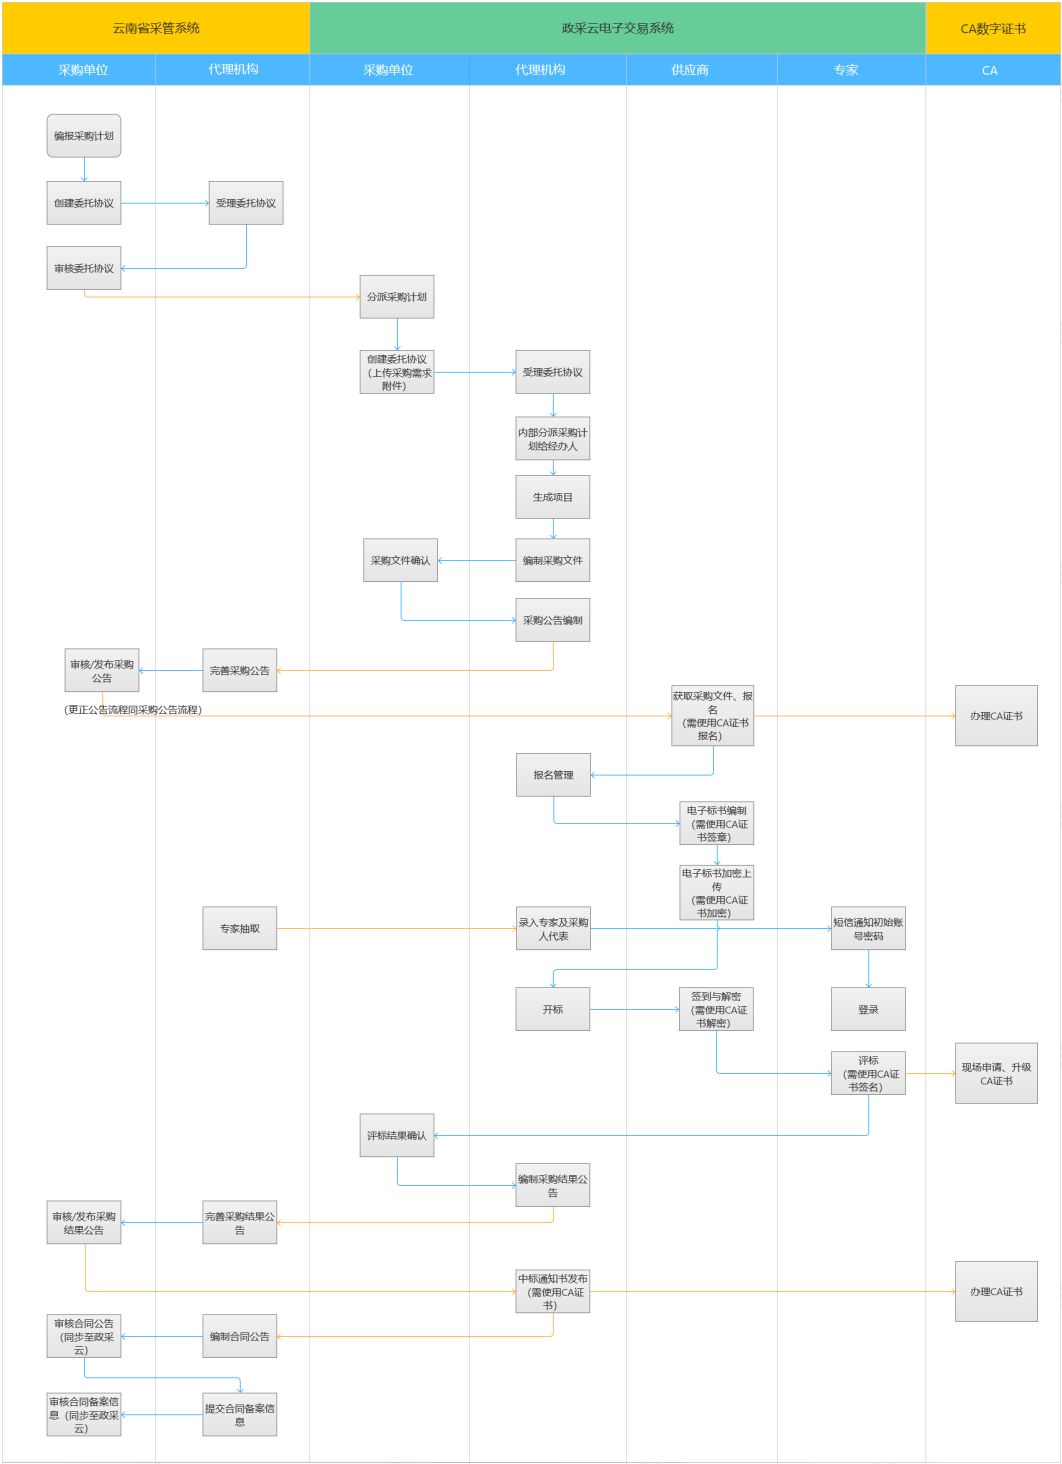 云南省采管系统
政采云电子交易系统
CA数字证书
采购单位
代理机构
采购单位
代理机构
供应商
专家
CA
编报采购计划
创建委托协议
受理委托协议
审核委托协议
分派采购计划
创建委托协议
（上传采购需求
附件）
受理委托协议
内部分派采购计
划给经办人
生成项目
采购文件确认
编制采购文件
采购公告编制
审核/发布采购
公告
完善采购公告
（更正公告流程同采购公告流程）
获取采购文件、报
名
（需使用CA证书
报名）
办理CA证书
报名管理
电子标书编制
（需使用CA证
书签章）
电子标书加密上
传
（需使用CA证
书加密）
专家抽取
录入专家及采购
人代表
短信通知初始账
号密码
开标
签到与解密
（需使用CA证
书解密）
登录
评标
（需使用CA证
书签名）
现场申请、升级
CA证书
评标结果确认
编制采购结果公
告
审核/发布采购
结果公告
完善采购结果公
告
中标通知书发布
（需使用CA证
书）
办理CA证书
审核合同公告
（同步至政采
云）
编制合同公告
审核合同备案信
息（同步至政采
云）
提交合同备案信
息